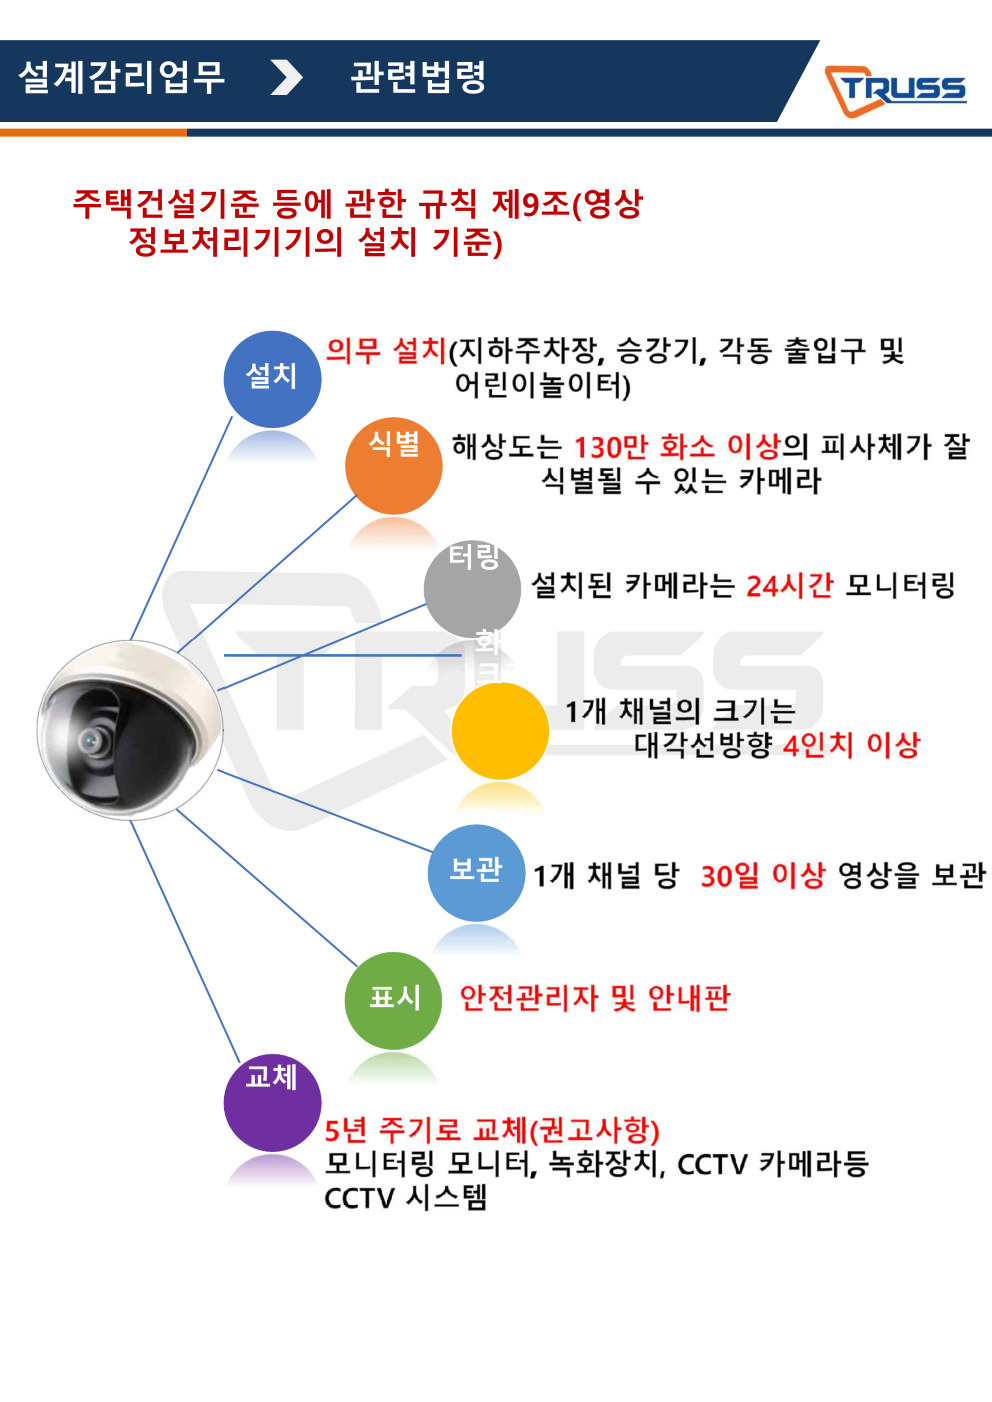 설계감리업무 관련법령
TRUSS
주택건설기준 등에 관한 규칙 제9조(영상
정보처리기기의 설치 기준)
설치
의무 설치(지하주차장, 승강기, 각동 출입구 및
어린이놀이터)
식별
해상도는 130만 화소 이상의 피사체가 잘
식별될 수 있는 카메라
터링
설치된 카메라는 24시간 모니터링
화
TRUSS
1개 채널의 크기는
대각선방향 4인치 이상
보관
1개 채널 당 30일 이상 영상을 보관
표시
안전관리자 및 안내판
교체
5년 주기로 교체(권고사항)
모니터링 모니터, 녹화장치, CCTV 카메라등
CCTV 시스템